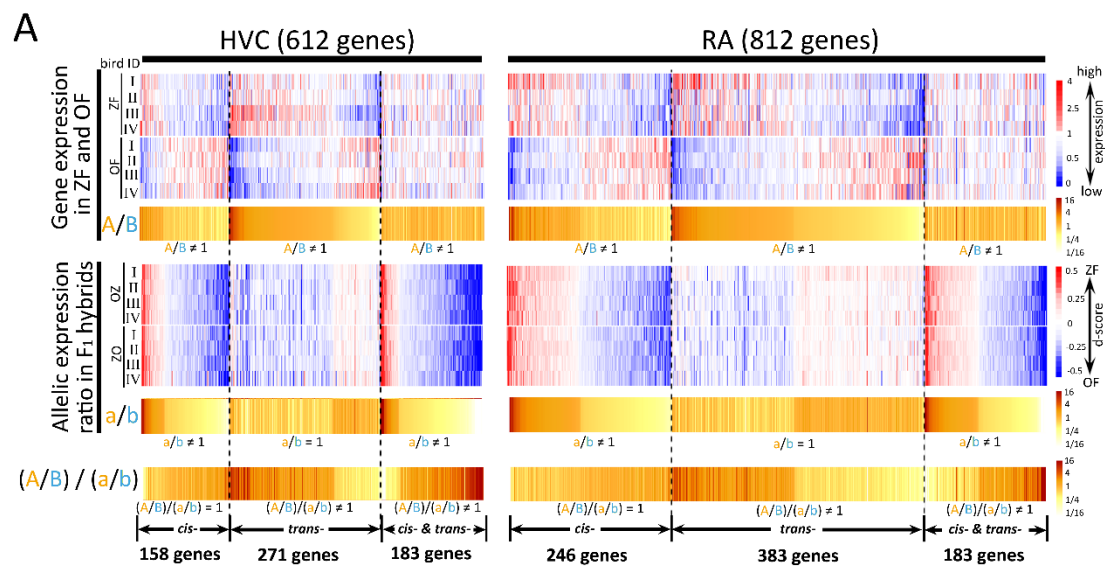 A
HVC (612 genes)
RA (812 genes)
bird ID
Gene expression
in ZF and OF
ZF
I
II
III
IV
OF
I
II
III
IV
high
4
2.5
1
0.5
0
low
expression
A/B
A/B ≠ 1
A/B ≠ 1
A/B ≠ 1
A/B ≠ 1
A/B ≠ 1
A/B ≠ 1
16
4
1
1/4
1/16
Allelic expression
ratio in F1 hybrids
OZ
I
II
III
IV
OZ
I
II
III
IV
ZF
0.5
0.25
0
-0.25
-0.5
OF
d-score
a/b
a/b ≠ 1
a/b = 1
a/b ≠ 1
a/b ≠ 1
a/b = 1
a/b ≠ 1
16
4
1
1/4
1/16
(A/B) / (a/b)
(A/B)/(a/b) = 1
(A/B)/(a/b) ≠ 1
(A/B)/(a/b) ≠ 1
(A/B)/(a/b) = 1
(A/B)/(a/b) ≠ 1
(A/B)/(a/b) ≠ 1
16
4
1
1/4
1/16
cis-
trans-
cis- & trans-
cis-
trans-
cis- & trans-
158 genes
271 genes
183 genes
246 genes
383 genes
183 genes